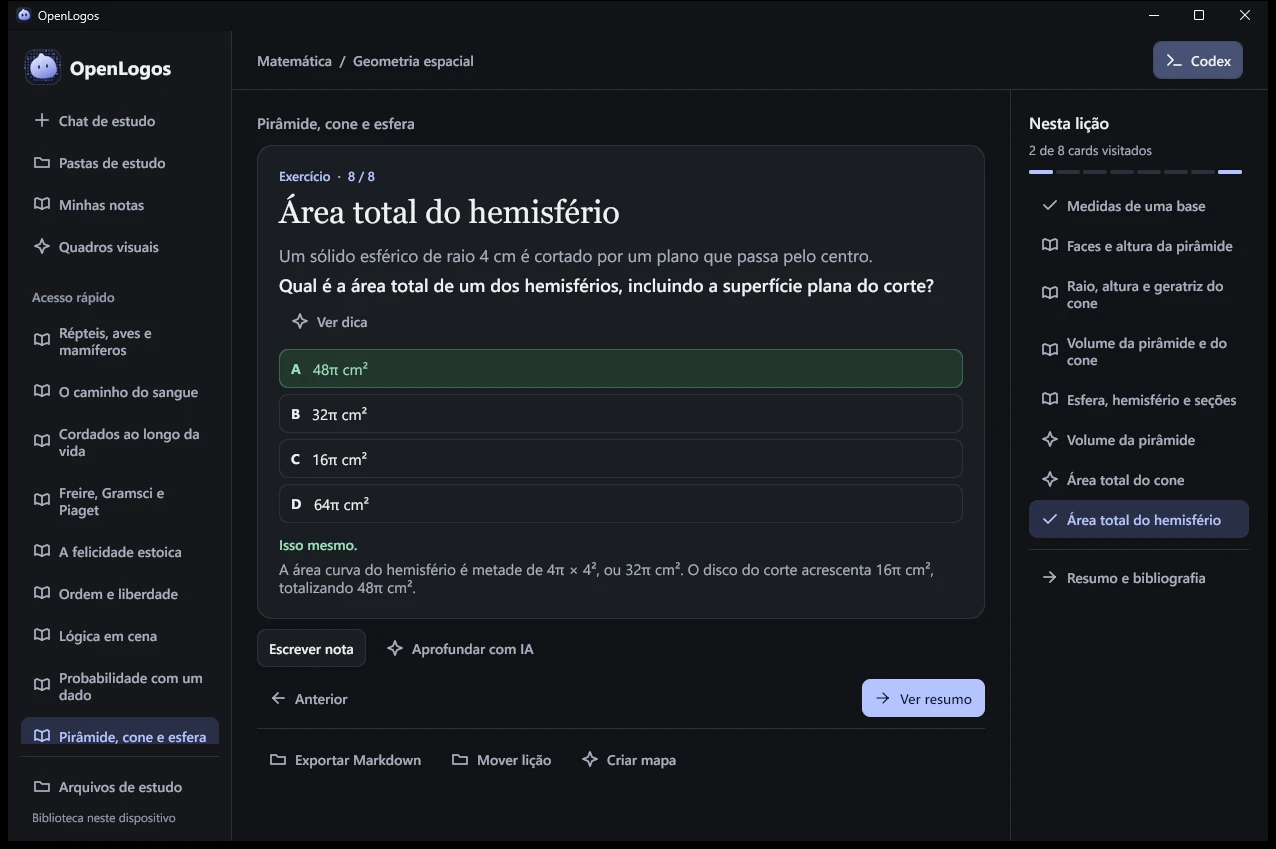 OpenLogos
OpenLogos
Chat de estudo
Pastas de estudo
Minhas notas
Quadros visuais
Acesso rápido
Répteis, aves e
mamíferos
O caminho do sangue
Cordados ao longo da
vida
Freire, Gramsci e
Piaget
A felicidade estoica
Ordem e liberdade
Lógica em cena
Probabilidade com um
dado
Pirâmide, cone e esfera
Arquivos de estudo
Biblioteca neste dispositivo
Matemática / Geometria espacial
Codex
Pirâmide, cone e esfera
Exercício · 8 / 8
Área total do hemisfério
Um sólido esférico de raio 4 cm é cortado por um plano que passa pelo centro.
Qual é a área total de um dos hemisférios, incluindo a superfície plana do corte?
Ver dica
A 48π cm²
B 32π cm²
C 16π cm²
D 64π cm²
Isso mesmo.
A área curva do hemisfério é metade de 4π × 4², ou 32π cm². O disco do corte acrescenta 16π cm²,
totalizando 48π cm².
Escrever nota
Aprofundar com IA
Anterior
Ver resumo
Exportar Markdown
Mover lição
Criar mapa
Nesta lição
2 de 8 cards visitados
Medidas de uma base
Faces e altura da pirâmide
Raio, altura e geratriz do
cone
Volume da pirâmide e do
cone
Esfera, hemisfério e seções
Volume da pirâmide
Área total do cone
Área total do hemisfério
Resumo e bibliografia